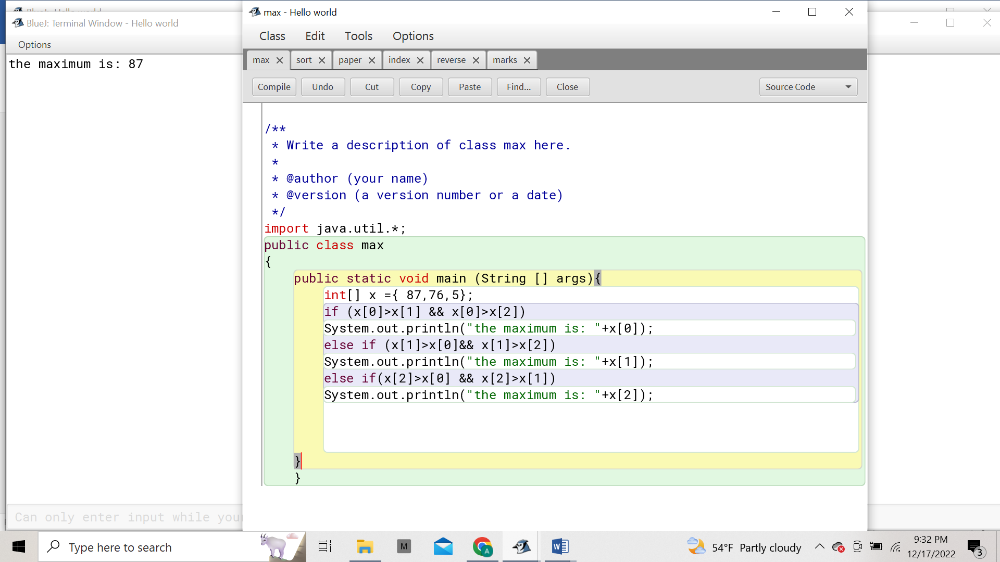 BlueJ: Terminal Window - Hello world
Options
the maximum is: 87
Can only enter input while you
max - Hello world
Class Edit Tools Options
max sort paper index reverse marks
Compile Undo Cut Copy Paste Find... Close Source Code
/**
 * Write a description of class max here.
 *
 * @author (your name)
 * @version (a version number or a date)
 */
import java.util.*;
public class max
{
    public static void main (String [] args){
        int[] x ={ 87,76,5};
        if (x[0]>x[1] && x[0]>x[2])
        System.out.println("the maximum is: "+x[0]);
        else if (x[1]>x[0]&& x[1]>x[2])
        System.out.println("the maximum is: "+x[1]);
        else if(x[2]>x[0] && x[2]>x[1])
        System.out.println("the maximum is: "+x[2]);
    }
    }
Type here to search
M
A
W
54°F Partly cloudy
9:32 PM
12/17/2022
3